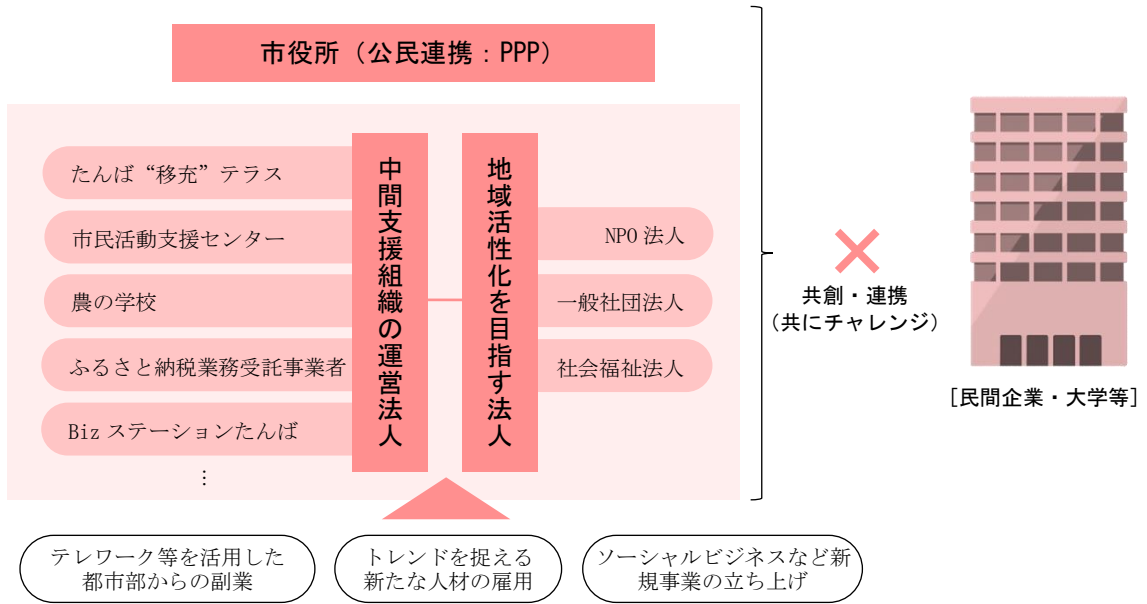 市役所（公民連携：PPP）
たんば“移充”テラス
市民活動支援センター
農の学校
ふるさと納税業務受託事業者
Biz ステーションたんば
⋮
中間支援組織の運営法人
地域活性化を目指す法人
NPO 法人
一般社団法人
社会福祉法人
共創・連携
（共にチャレンジ）
［民間企業・大学等］
テレワーク等を活用した
都市部からの副業
トレンドを捉える
新たな人材の雇用
ソーシャルビジネスなど新
規事業の立ち上げ